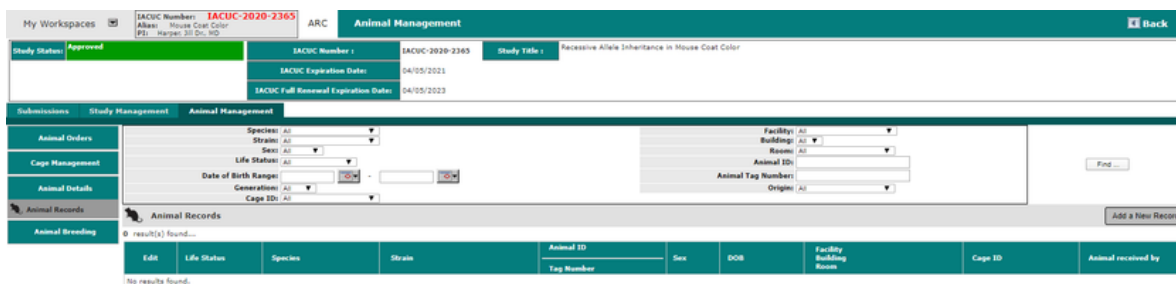 My Workspaces
IACUC Number: IACUC-2020-2365
Alias: Mouse Coat Color
PI: Harper, Jill Dr., MD
ARC
Animal Management
Back
Study Status: Approved
IACUC Number : IACUC-2020-2365
Study Title : Recessive Allele Inheritance in Mouse Coat Color
IACUC Expiration Date: 04/05/2021
IACUC Full Renewal Expiration Date: 04/05/2023
Submissions Study Management Animal Management
Animal Orders
Cage Management
Animal Details
Animal Records
Animal Breeding
Species: All
Strain: All
Sex: All
Life Status: All
Date of Birth Range: -
Generation: All
Cage ID: All
Facility: All
Building: All
Room: All
Animal ID:
Animal Tag Number:
Origin: All
Find ...
Animal Records
Add a New Recor
0 result(s) found....
Edit Life Status Species Strain
Animal ID
Tag Number
Sex DOB
Facility
Building
Room
Cage ID Animal received by
No results found.